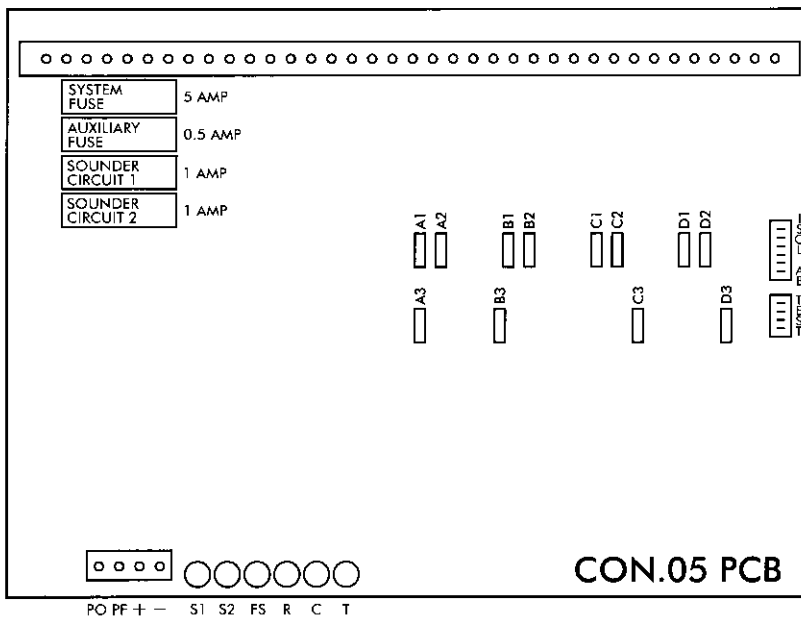 SYSTEM
FUSE
5 AMP
AUXILIARY
FUSE
0.5 AMP
SOUNDER
CIRCUIT 1
1 AMP
SOUNDER
CIRCUIT 2
1 AMP
A1 A2 B1 B2 C1 C2 D1 D2
A3 B3 C3 D3
CON.05 PCB
PO PF + − S1 S2 FS R C T